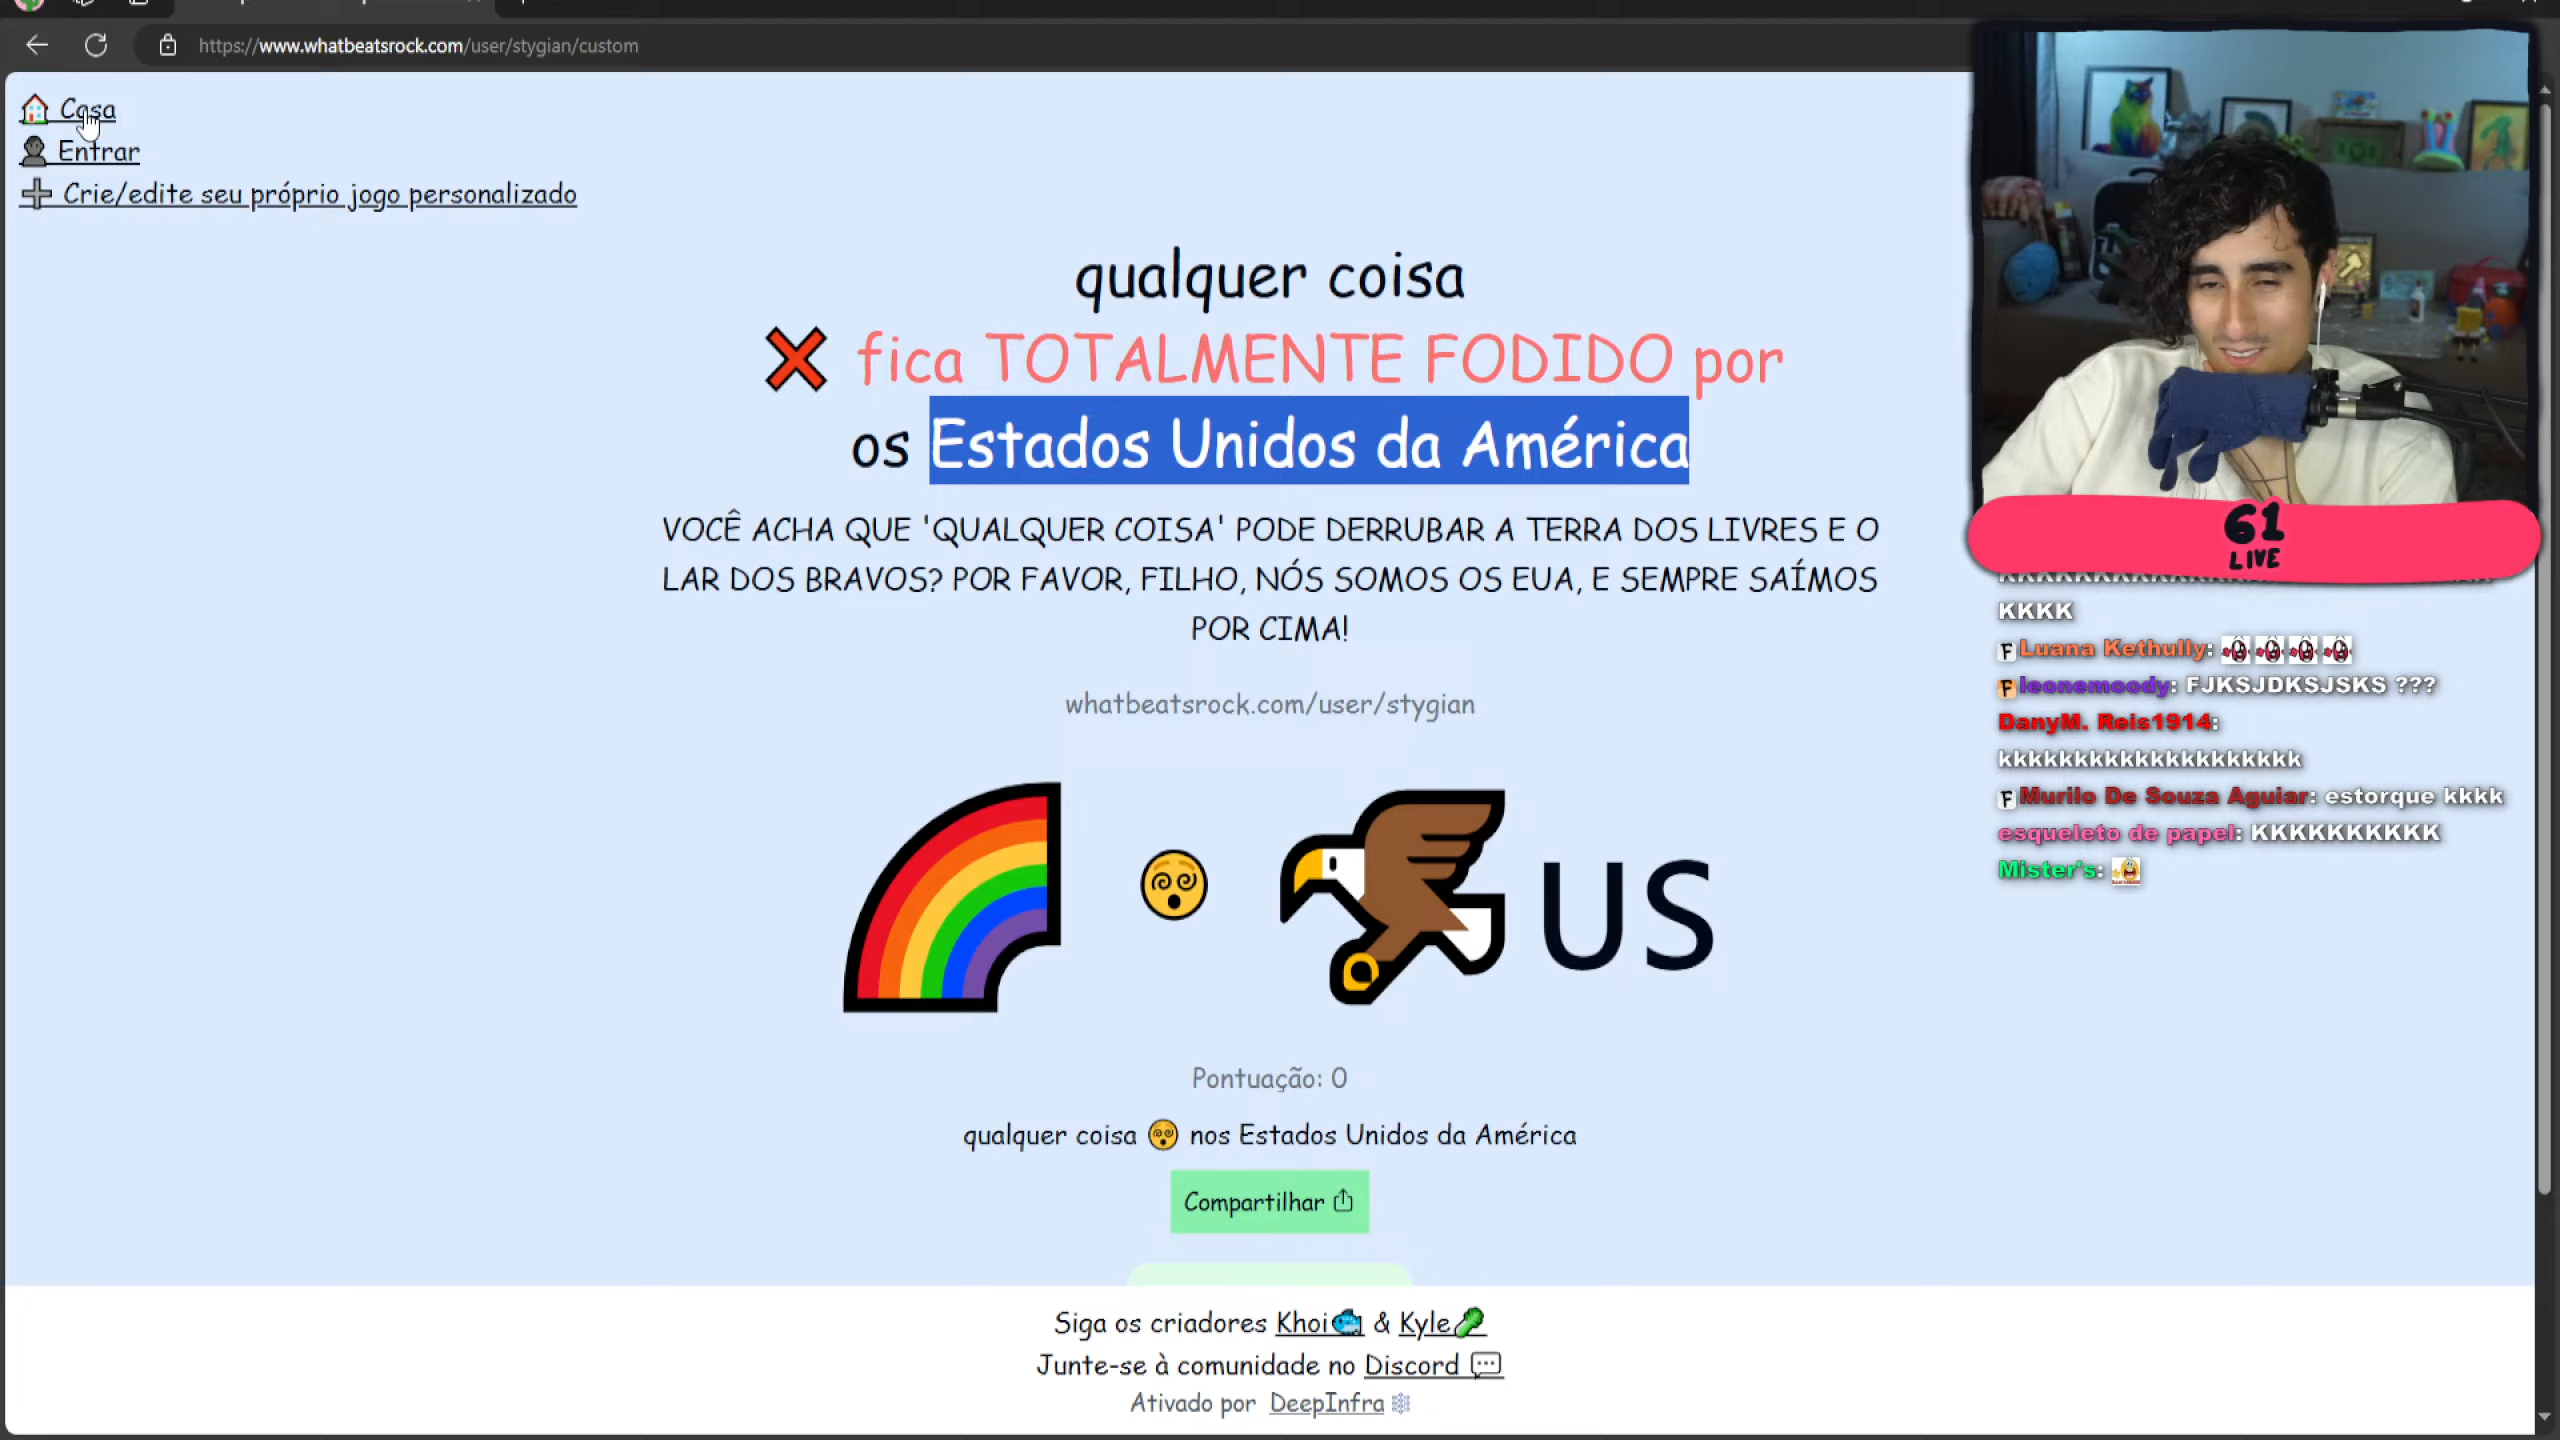 https://www.whatbeatsrock.com/user/stygian/custom
Casa
Entrar
Crie/edite seu próprio jogo personalizado
qualquer coisa
fica TOTALMENTE FODIDO por
os Estados Unidos da América
VOCÊ ACHA QUE 'QUALQUER COISA' PODE DERRUBAR A TERRA DOS LIVRES E O
LAR DOS BRAVOS? POR FAVOR, FILHO, NÓS SOMOS OS EUA, E SEMPRE SAÍMOS
POR CIMA!
whatbeatsrock.com/user/stygian
US
Pontuação: 0
qualquer coisa 😵 nos Estados Unidos da América
Compartilhar
Siga os criadores Khoi & Kyle
Junte-se à comunidade no Discord
Ativado por DeepInfra
61
LIVE
KKKK
F Luana Kethully:
F leonemoody: FJKSJDKSJSKS ???
DanyM. Reis1914:
kkkkkkkkkkkkkkkkkkkk
F Murilo De Souza Aguiar: estorque kkkk
esqueleto de papel: KKKKKKKKKK
Mister's: